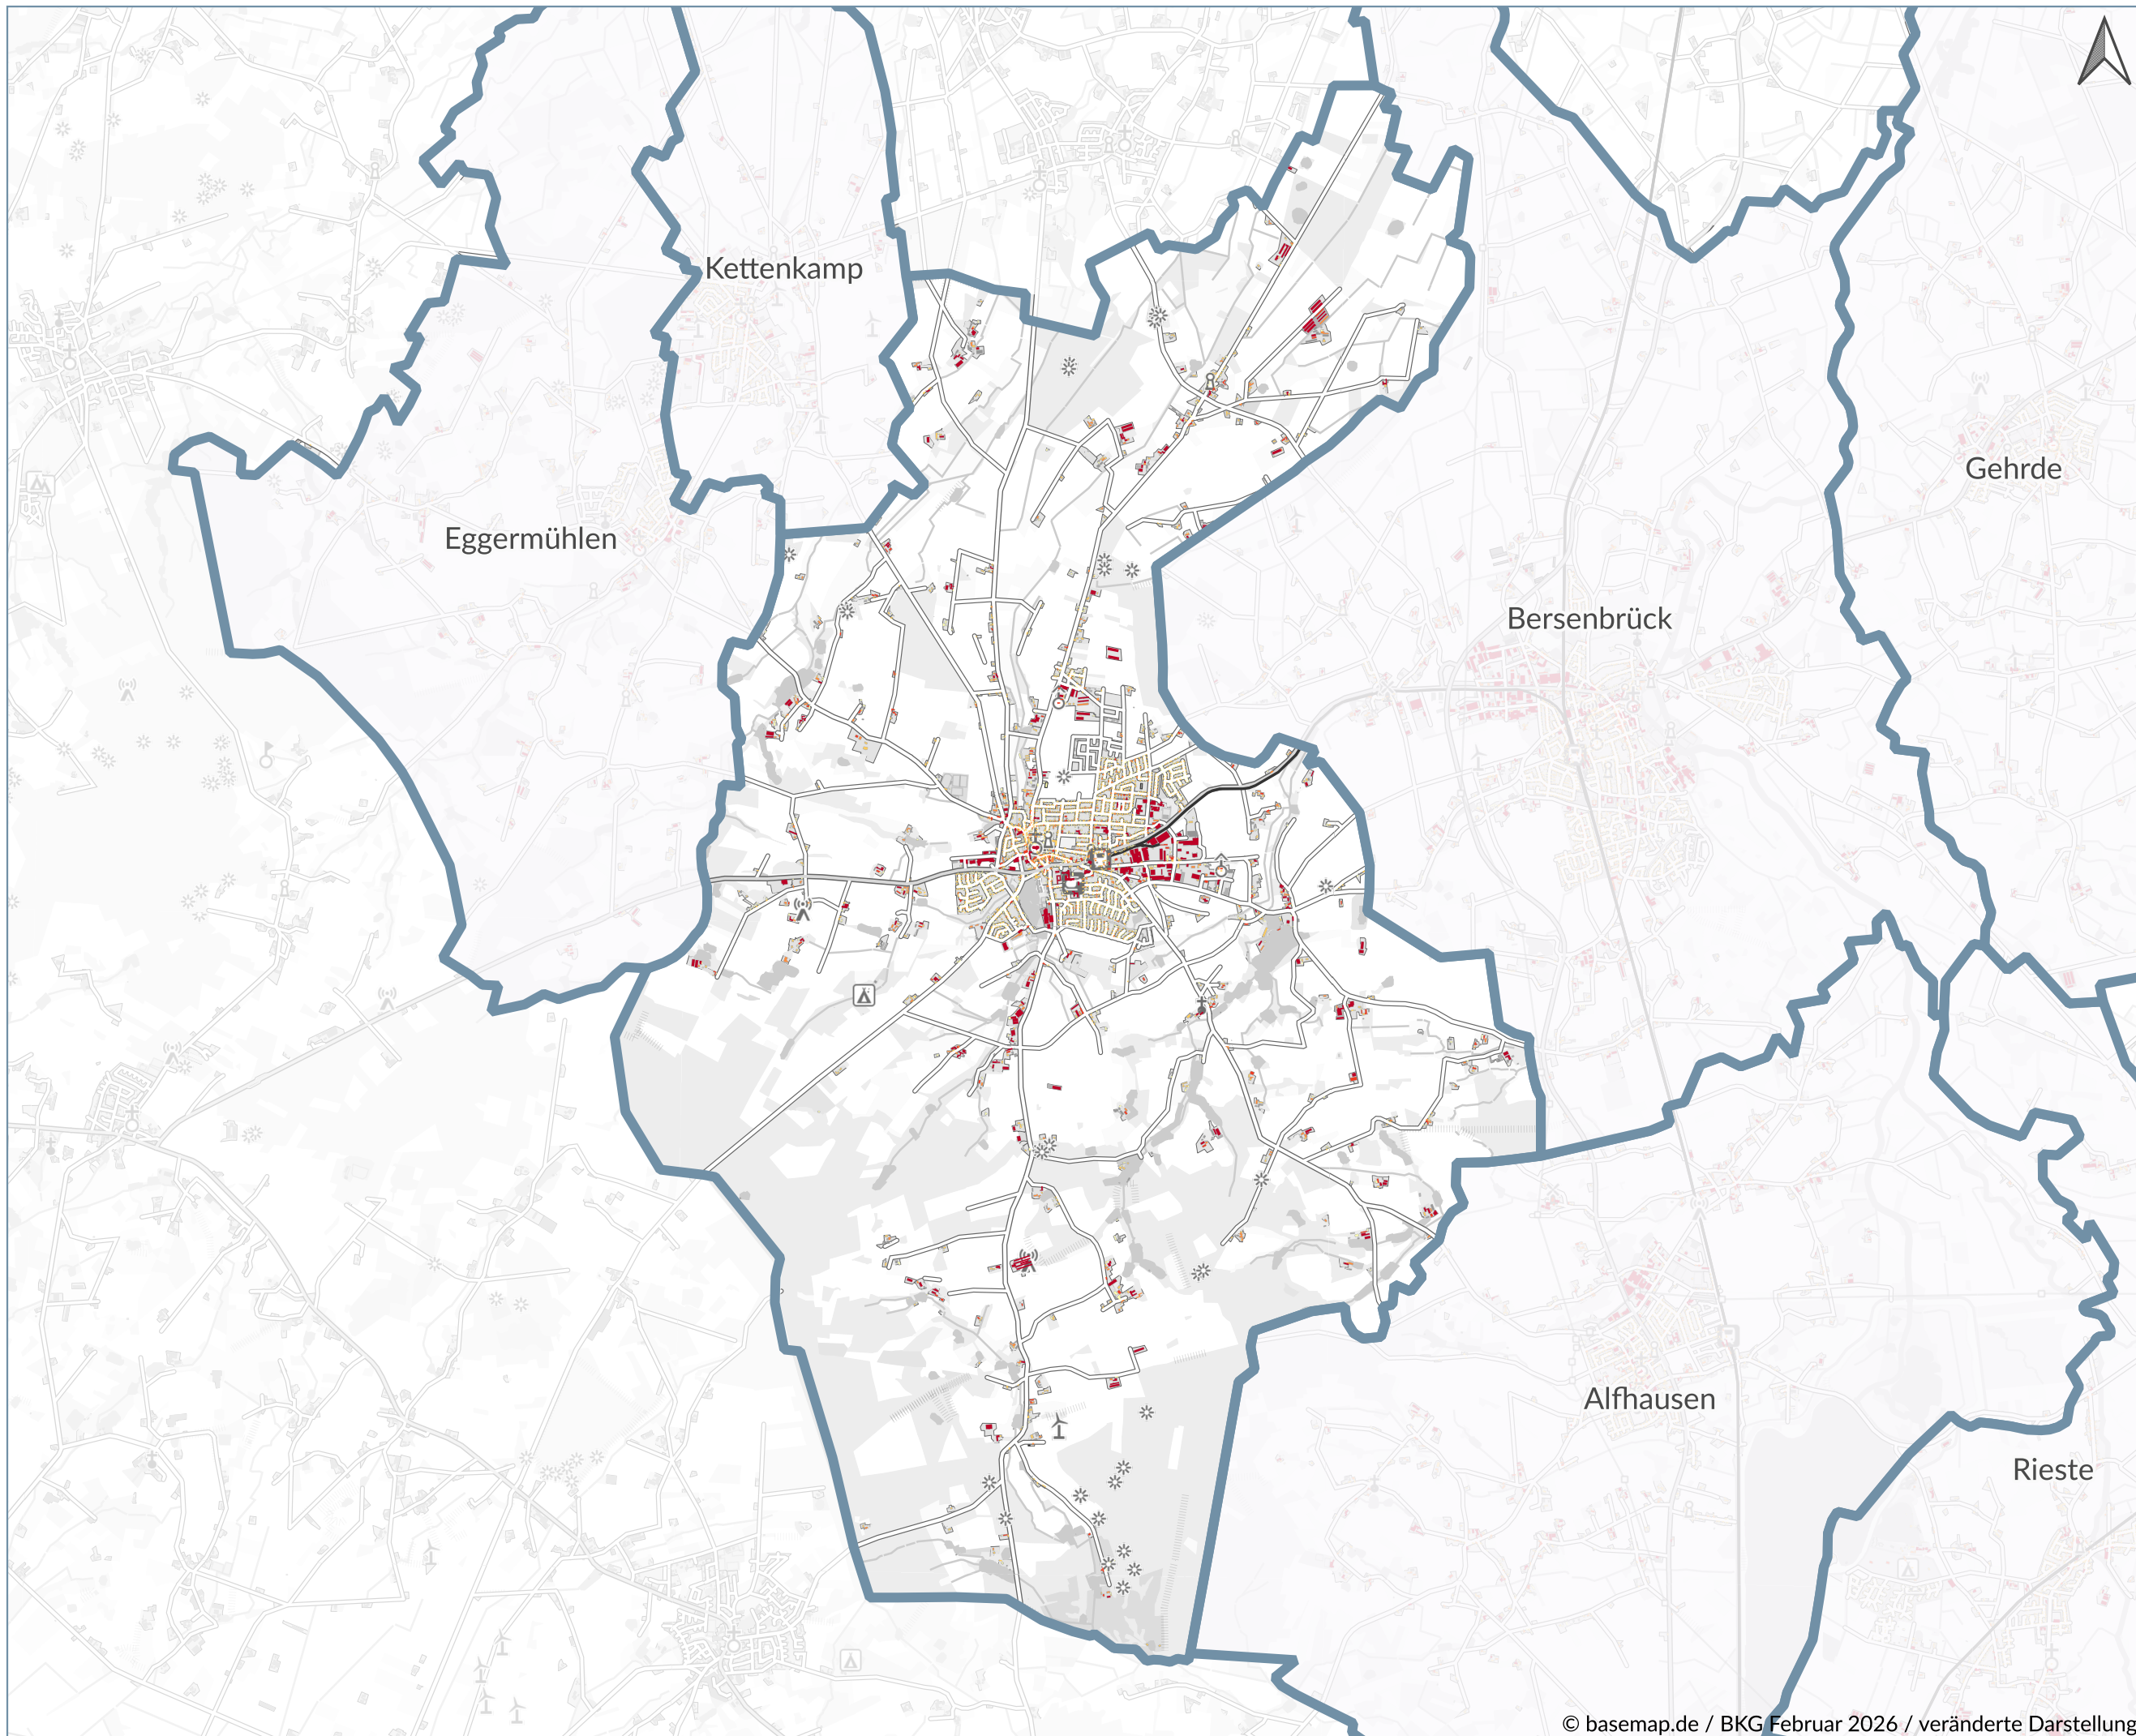 Kettenkamp
Gehrde
Eggermühlen
Bersenbrück
Alfhausen
Rieste
© basemap.de / BKG Februar 2026 / veränderte Darstellung